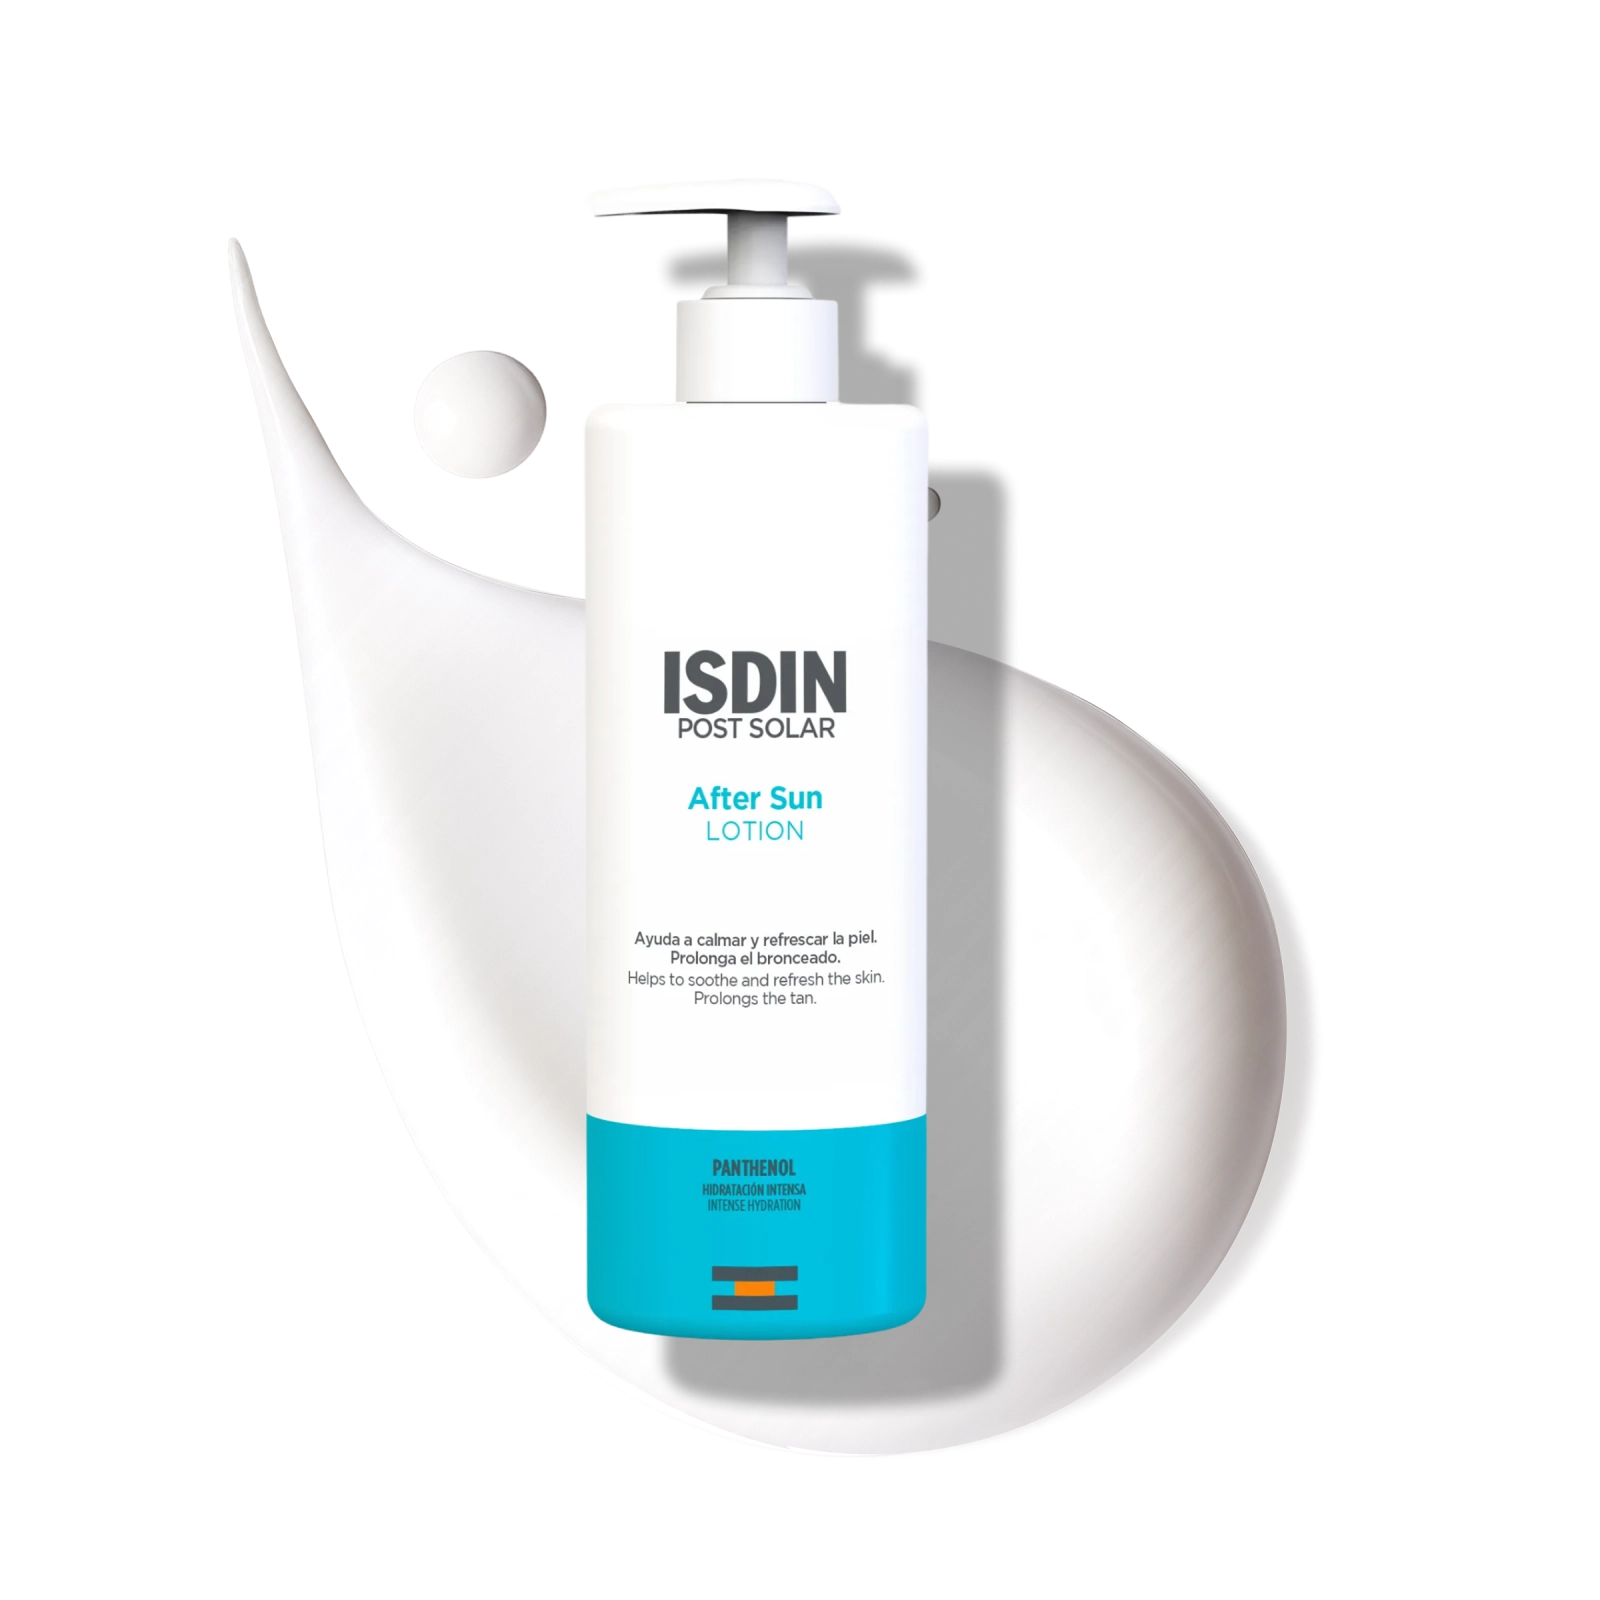 ISDIN
POST SOLAR
After Sun
LOTION
Ayuda a calmar y refrescar la piel.
Prolonga el bronceado.
Helps to soothe and refresh the skin.
Prolongs the tan.
PANTHENOL
HIDRATACIÓN INTENSA
INTENSE HYDRATION